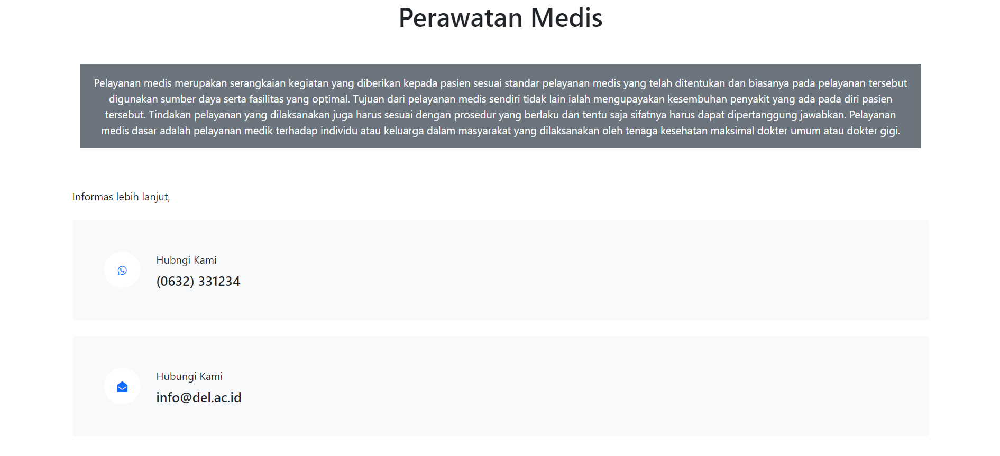 Perawatan Medis
Pelayanan medis merupakan serangkaian kegiatan yang diberikan kepada pasien sesuai standar pelayanan medis yang telah ditentukan dan biasanya pada pelayanan tersebut
digunakan sumber daya serta fasilitas yang optimal. Tujuan dari pelayanan medis sendiri tidak lain ialah mengupayakan kesembuhan penyakit yang ada pada diri pasien
tersebut. Tindakan pelayanan yang dilaksanakan juga harus sesuai dengan prosedur yang berlaku dan tentu saja sifatnya harus dapat dipertanggung jawabkan. Pelayanan
medis dasar adalah pelayanan medik terhadap individu atau keluarga dalam masyarakat yang dilaksanakan oleh tenaga kesehatan maksimal dokter umum atau dokter gigi.
Informas lebih lanjut,
Hubngi Kami
(0632) 331234
Hubungi Kami
info@del.ac.id